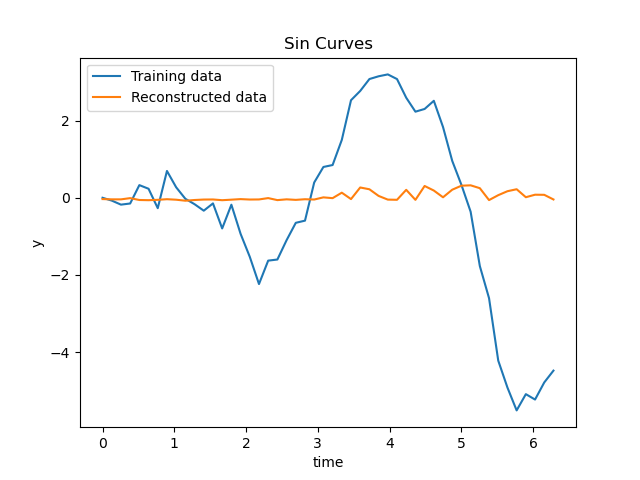 Sin Curves
Training data
Reconstructed data
2
0
−2
−4
y
0 1 2 3 4 5 6
time